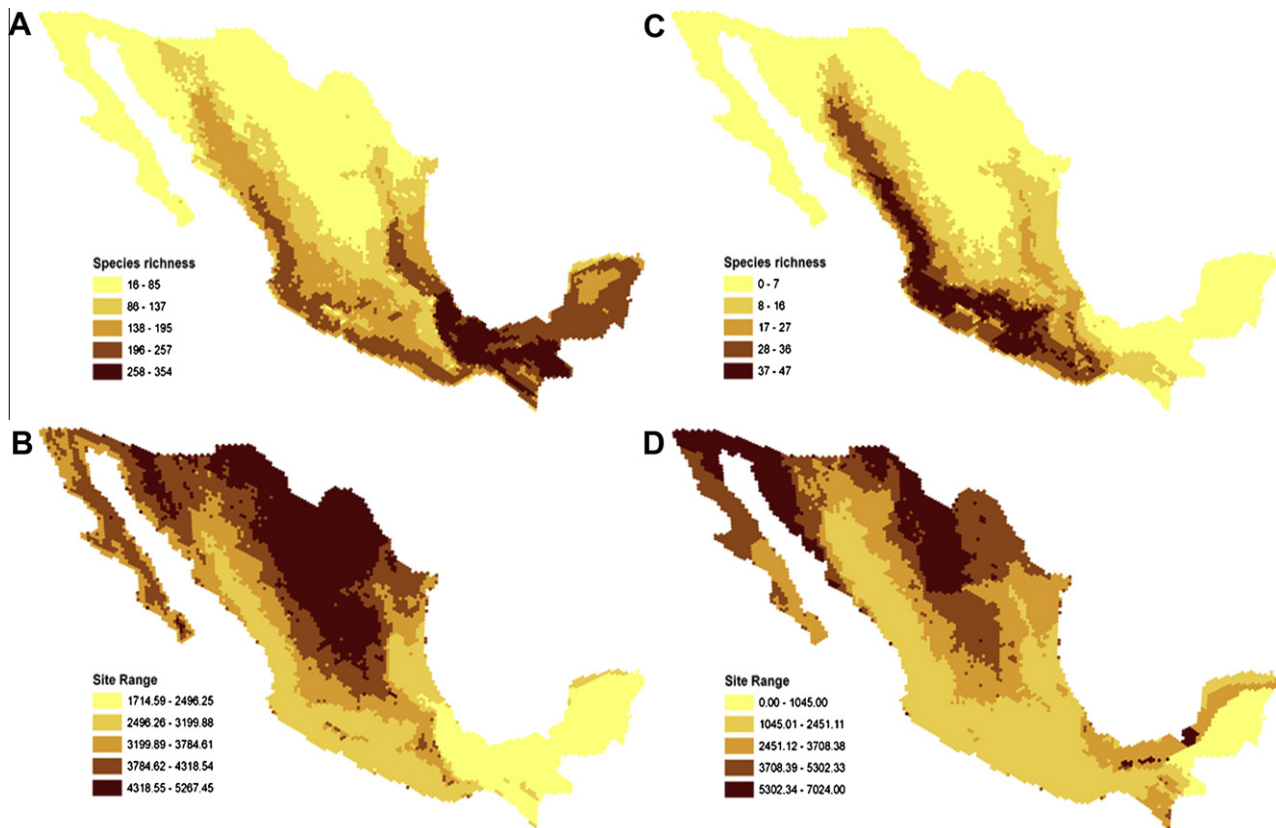 A
Species richness
16 - 85
86 - 137
138 - 195
196 - 257
258 - 354
C
Species richness
0 - 7
8 - 16
17 - 27
28 - 36
37 - 47
B
Site Range
1714.59 - 2496.25
2496.26 - 3199.88
3199.89 - 3784.61
3784.62 - 4318.54
4318.55 - 5267.45
D
Site Range
0.00 - 1045.00
1045.01 - 2451.11
2451.12 - 3708.38
3708.39 - 5302.33
5302.34 - 7024.00